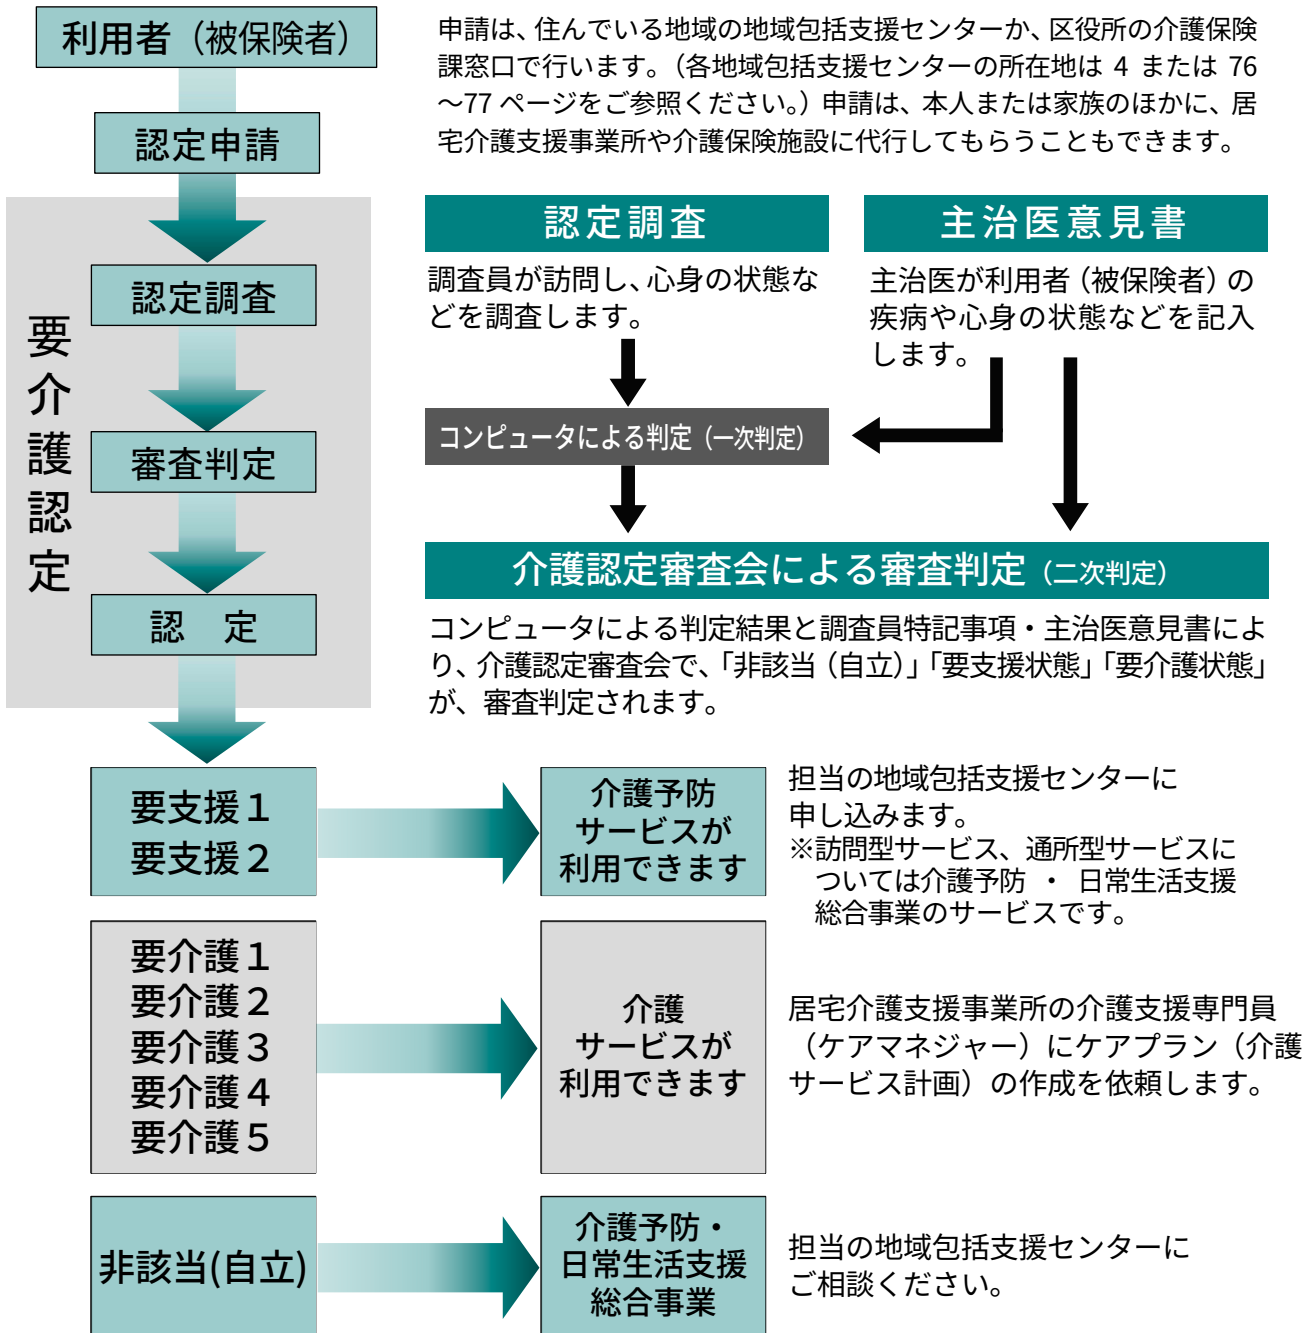 利用者（被保険者）
申請は、住んでいる地域の地域包括支援センターか、区役所の介護保険
課窓口で行います。（各地域包括支援センターの所在地は 4 または 76
～77 ページをご参照ください。）申請は、本人または家族のほかに、居
宅介護支援事業所や介護保険施設に代行してもらうこともできます。
認定申請
要介護認定
認定調査
審査判定
認　定
認定調査
調査員が訪問し、心身の状態な
どを調査します。
主治医意見書
主治医が利用者（被保険者）の
疾病や心身の状態などを記入
します。
コンピュータによる判定（一次判定）
介護認定審査会による審査判定（二次判定）
コンピュータによる判定結果と調査員特記事項・主治医意見書によ
り、介護認定審査会で、「非該当（自立）」「要支援状態」「要介護状態」
が、審査判定されます。
要支援１
要支援２
介護予防
サービスが
利用できます
担当の地域包括支援センターに
申し込みます。
※訪問型サービス、通所型サービスに
ついては介護予防 ・ 日常生活支援
総合事業のサービスです。
要介護１
要介護２
要介護３
要介護４
要介護５
介護
サービスが
利用できます
居宅介護支援事業所の介護支援専門員
（ケアマネジャー）にケアプラン（介護
サービス計画）の作成を依頼します。
非該当(自立)
介護予防・
日常生活支援
総合事業
担当の地域包括支援センターに
ご相談ください。